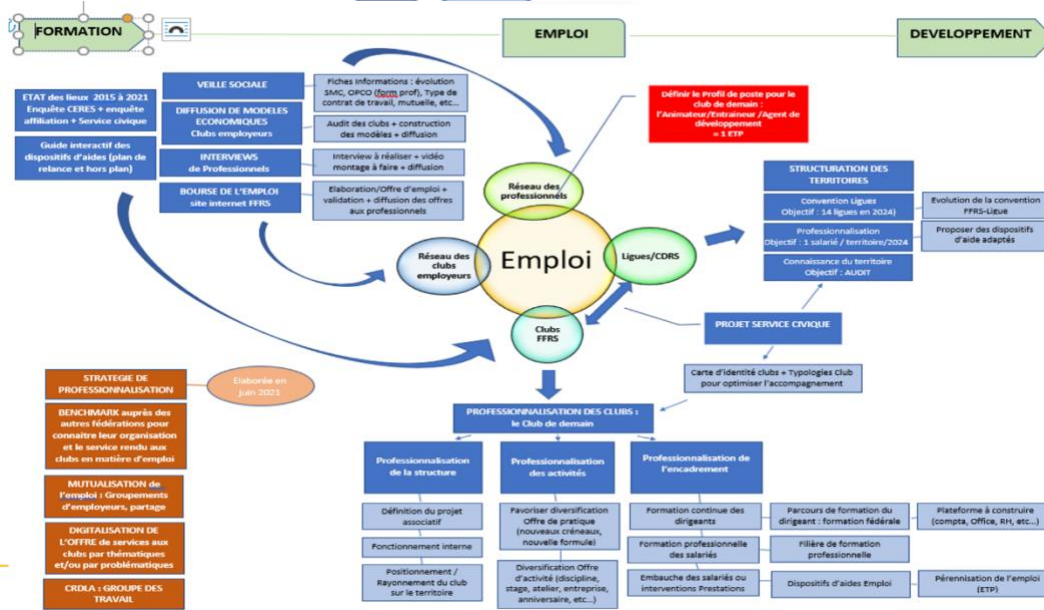 FORMATION
EMPLOI
DEVELOPPEMENT
ETAT des lieux 2015 à 2021
Enquête CERES + enquête
affiliation + Service civique
Guide interactif des
dispositifs d'aides (plan de
relance et hors plan)
VEILLE SOCIALE
DIFFUSION DE MODELES
ECONOMIQUES
Clubs employeurs
INTERVIEWS
de Professionnels
BOURSE DE L'EMPLOI
site internet FFRS
Fiches Informations : évolution
SMC, OPCO (form prof), Type de
contrat de travail, mutuelle, etc...
Audit des clubs + construction
des modèles + diffusion
Interview à réaliser + vidéo
montage à faire + diffusion
Elaboration/Offre d'emploi +
validation + diffusion des offres
aux professionnels
Définir le Profil de poste pour le
club de demain :
l'Animateur/Entraineur /Agent de
développement
= 1 ETP
Réseau des
professionnels
Réseau des
clubs
employeurs
Emploi
Ligues/CDRS
Clubs
FFRS
STRUCTURATION DES
TERRITOIRES
Convention Ligues
Objectif : 14 ligues en 2024)
Professionnalisation
Objectif : 1 salarié / territoire/2024
Connaissance du territoire
Objectif : AUDIT
Evolution de la convention
FFRS-Ligue
Proposer des dispositifs
d'aide adaptés
PROJET SERVICE CIVIQUE
Carte d'identité clubs + Typologies Club
pour optimiser l'accompagnement
STRATEGIE DE
PROFESSIONNALISATION
Elaborée en
juin 2021
BENCHMARK auprès des
autres fédérations pour
connaitre leur organisation
et le service rendu aux
clubs en matière d'emploi
MUTUALISATION de
l'emploi : Groupements
d'employeurs, partage
DIGITALISATION DE
L'OFFRE de services aux
clubs par thématiques
et/ou par problématiques
CRDLA : GROUPE DES
TRAVAIL
PROFESSIONNALISATION DES CLUBS :
le Club de demain
Professionnalisation
de la structure
Professionnalisation
des activités
Professionnalisation de
l'encadrement
Définition du projet
associatif
Fonctionnement interne
Positionnement /
Rayonnement du club
sur le territoire
Favoriser diversification
Offre de pratique
(nouveaux créneaux,
nouvelle formule)
Diversification Offre
d'activité (discipline,
stage, atelier, entreprise,
anniversaire, etc...)
Formation continue des
dirigeants
Formation professionnelle
des salariés
Embauche des salariés ou
interventions Prestations
Parcours de formation du
dirigeant : formation fédérale
Filière de formation
professionnelle
Dispositifs d'aides Emploi
Plateforme à construire
(compta, Office, RH, etc...)
Pérennisation de l'emploi
(ETP)